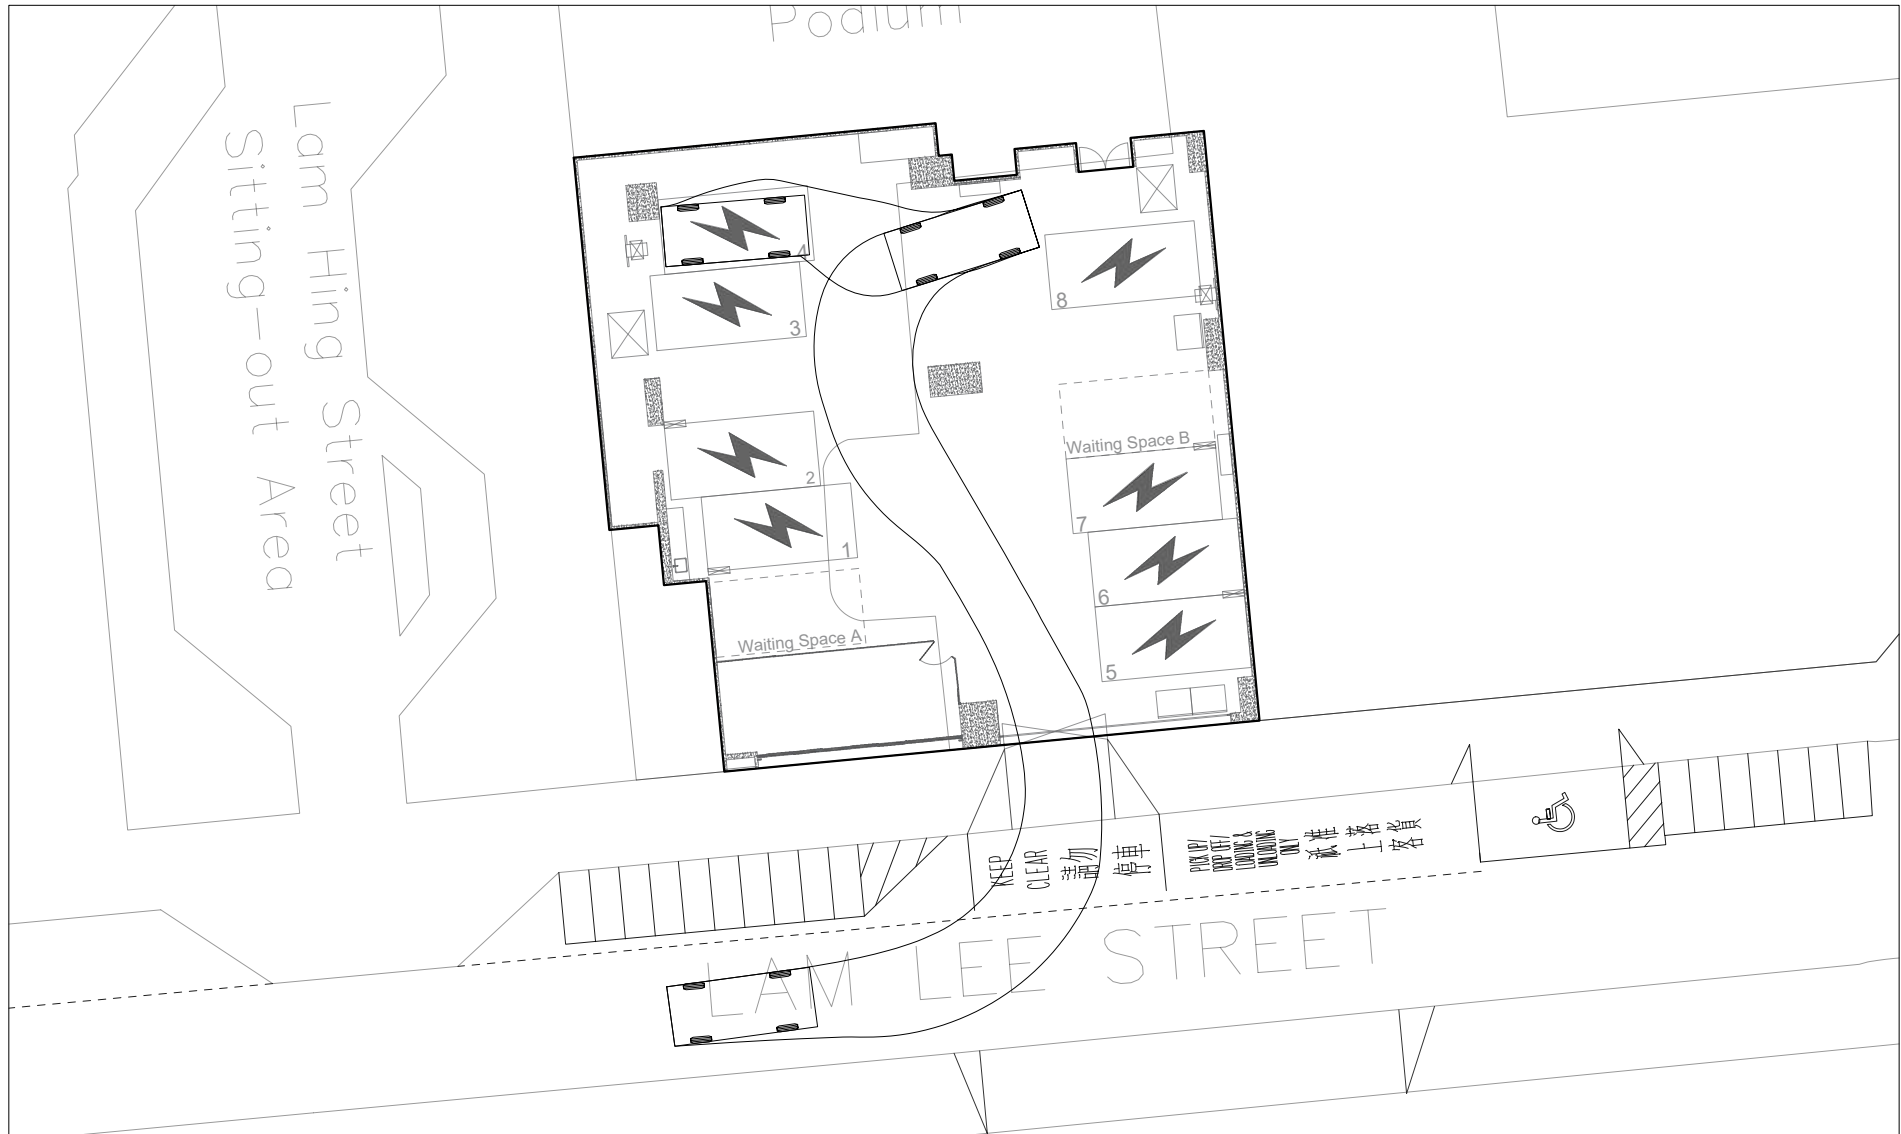 Podium
Lam Hing Street
Sitting-out Area
4
3
8
2
1
Waiting Space B
7
6
5
Waiting Space A
KEEP
CLEAR
請勿
停車
PICK UP/
DROP OFF/
LOADING &
UNLOADING
ONLY
祇准
上落
客貨
LAM LEE STREET